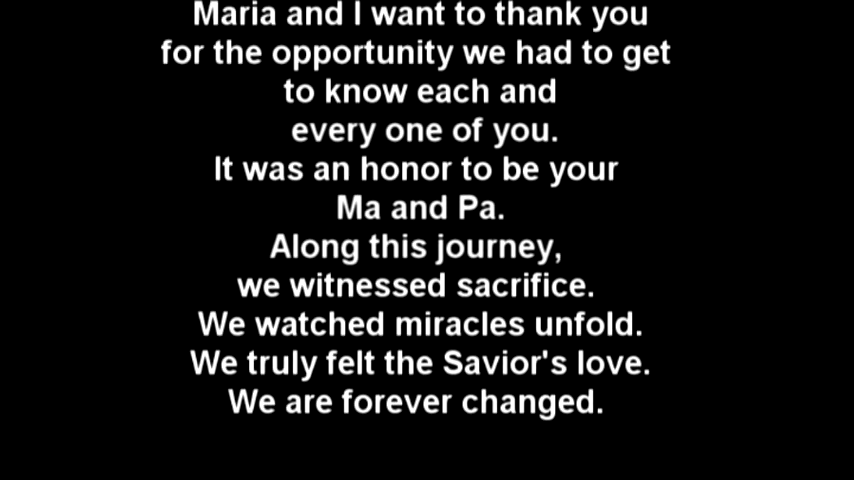 Maria and I want to thank you
for the opportunity we had to get
to know each and
every one of you.
It was an honor to be your
Ma and Pa.
Along this journey,
we witnessed sacrifice.
We watched miracles unfold.
We truly felt the Savior's love.
We are forever changed.